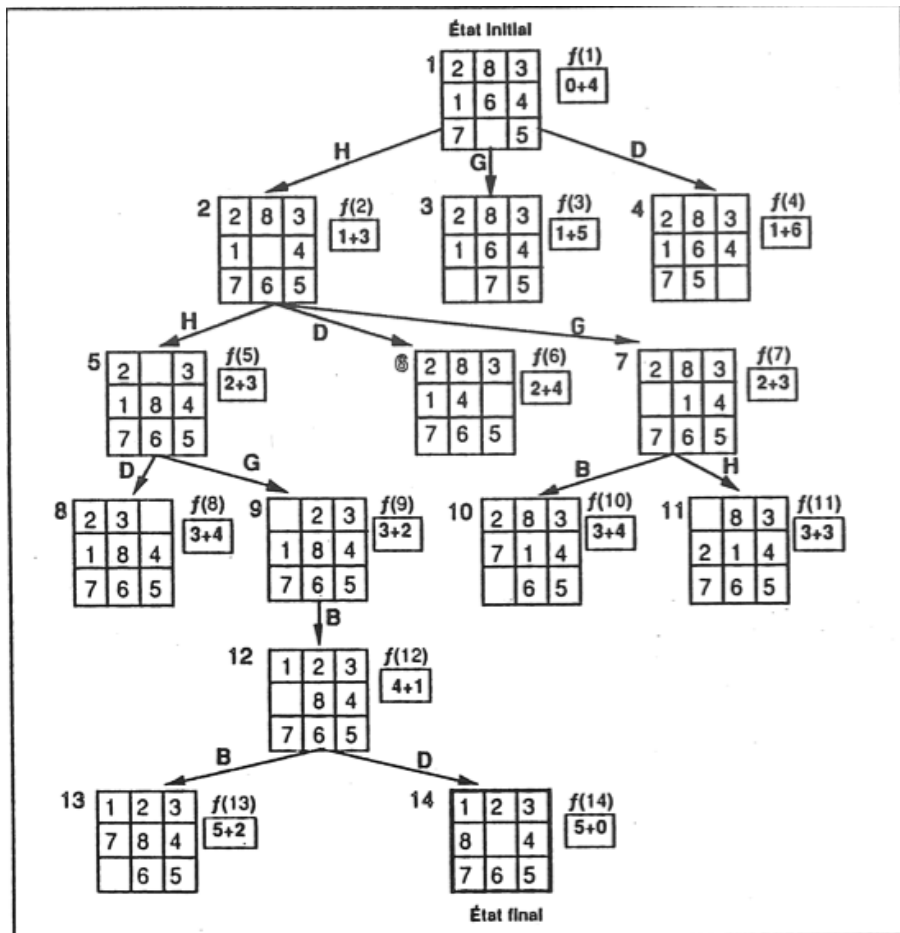 État initial
1 2 8 3 f(1)
1 6 4 0+4
7 5
H G D
2 2 8 3 f(2) 3 2 8 3 f(3) 4 2 8 3 f(4)
1 4 1+3 1 6 4 1+5 1 6 4 1+6
7 6 5 7 5 7 5
H D G
5 2 3 f(5) 6 2 8 3 f(6) 7 2 8 3 f(7)
1 8 4 2+3 1 4 2+4 1 4 2+3
7 6 5 7 6 5 7 6 5
D G B H
8 2 3 f(8) 9 2 3 f(9) 10 2 8 3 f(10) 11 8 3 f(11)
1 8 4 3+4 1 8 4 3+2 7 1 4 3+4 2 1 4 3+3
7 6 5 7 6 5 6 5 7 6 5
B
12 1 2 3 f(12)
8 4 4+1
7 6 5
B D
13 1 2 3 f(13) 14 1 2 3 f(14)
7 8 4 5+2 8 4 5+0
6 5 7 6 5
État final